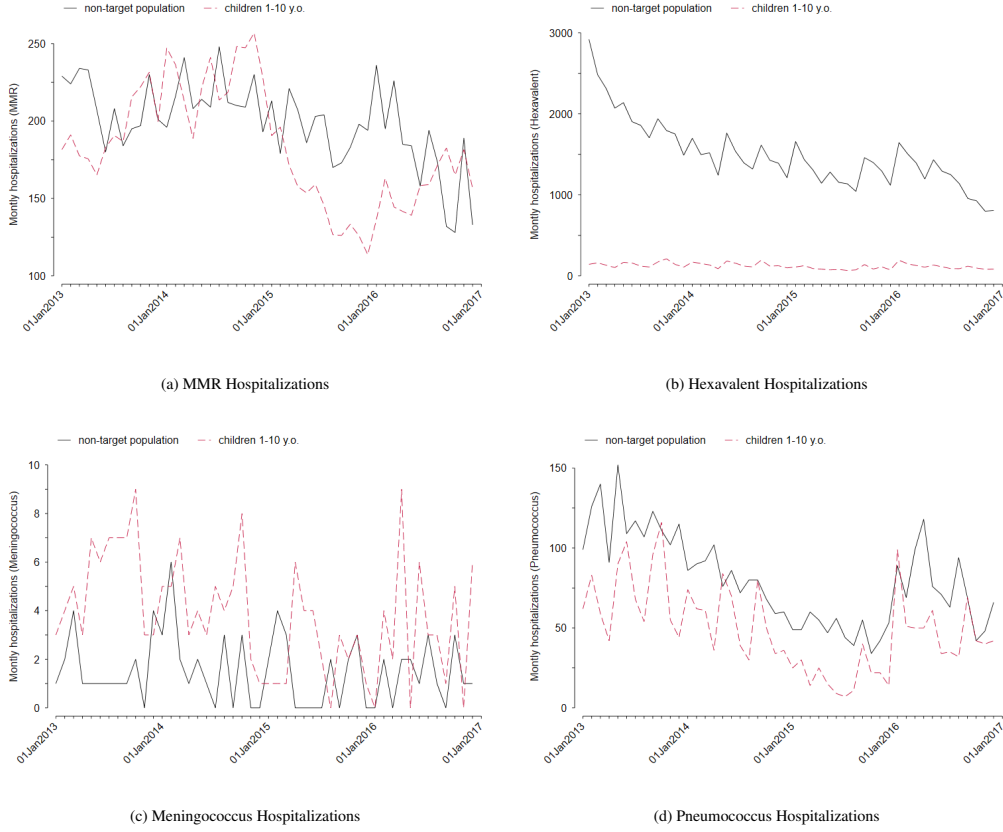 non-target population children 1-10 y.o.
Montly hospitalizations (MMR)
250
200
150
100
01Jan2013
01Jan2014
01Jan2015
01Jan2016
01Jan2017
(a) MMR Hospitalizations
non-target population children 1-10 y.o.
Montly hospitalizations (Hexavalent)
3000
2000
1000
0
01Jan2013
01Jan2014
01Jan2015
01Jan2016
01Jan2017
(b) Hexavalent Hospitalizations
non-target population children 1-10 y.o.
Montly hospitalizations (Meningococcus)
10
8
6
4
2
0
01Jan2013
01Jan2014
01Jan2015
01Jan2016
01Jan2017
(c) Meningococcus Hospitalizations
non-target population children 1-10 y.o.
Montly hospitalizations (Pneumococcus)
150
100
50
0
01Jan2013
01Jan2014
01Jan2015
01Jan2016
01Jan2017
(d) Pneumococcus Hospitalizations